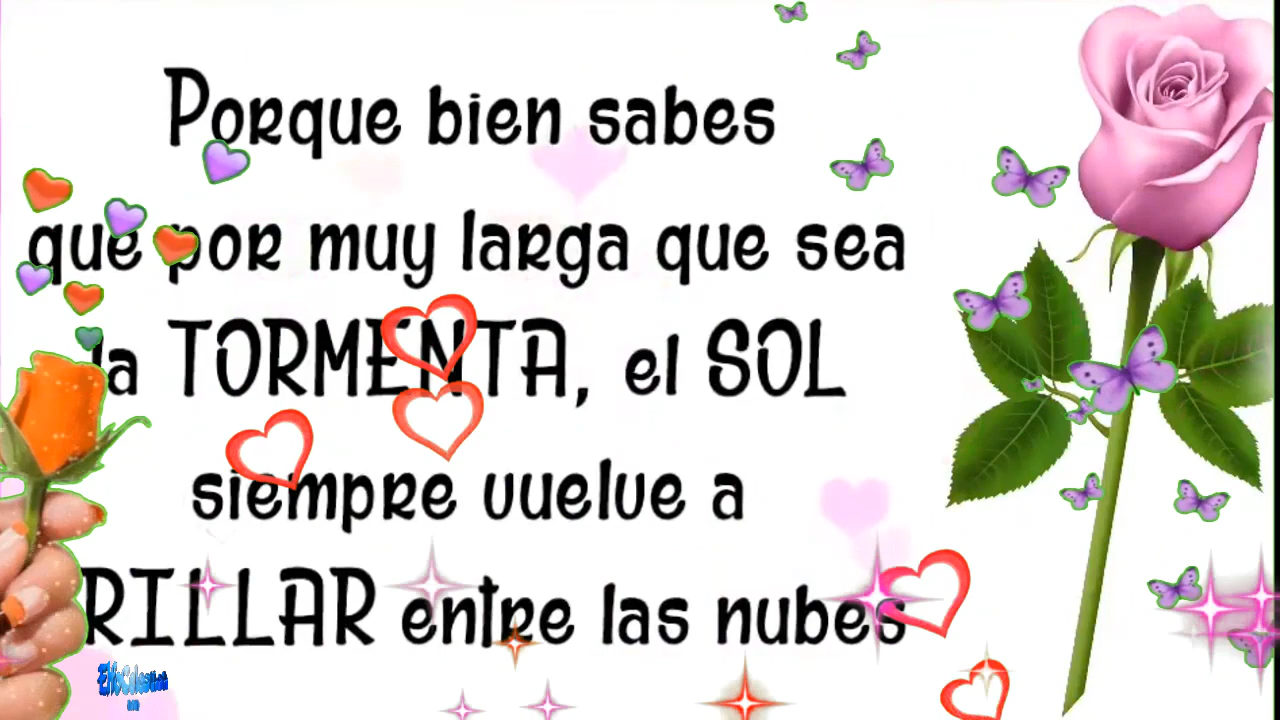 Porque bien sabes
que por muy larga que sea
la TORMENTA, el SOL
siempre vuelve a
RILLAR entre las nubes